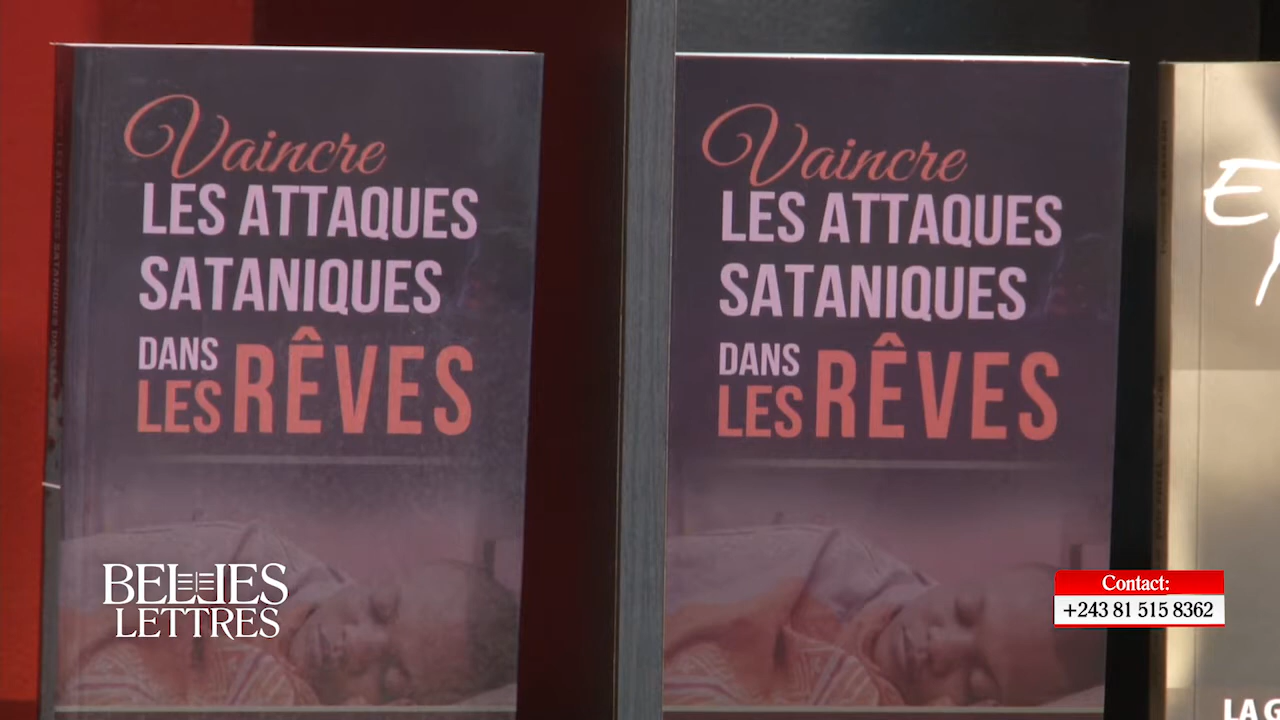 Vaincre
LES ATTAQUES
SATANIQUES
DANS
LES RÊVES
Vaincre
LES ATTAQUES
SATANIQUES
DANS
LES RÊVES
BELLES
LETTRES
Contact:
+243 81 515 8362